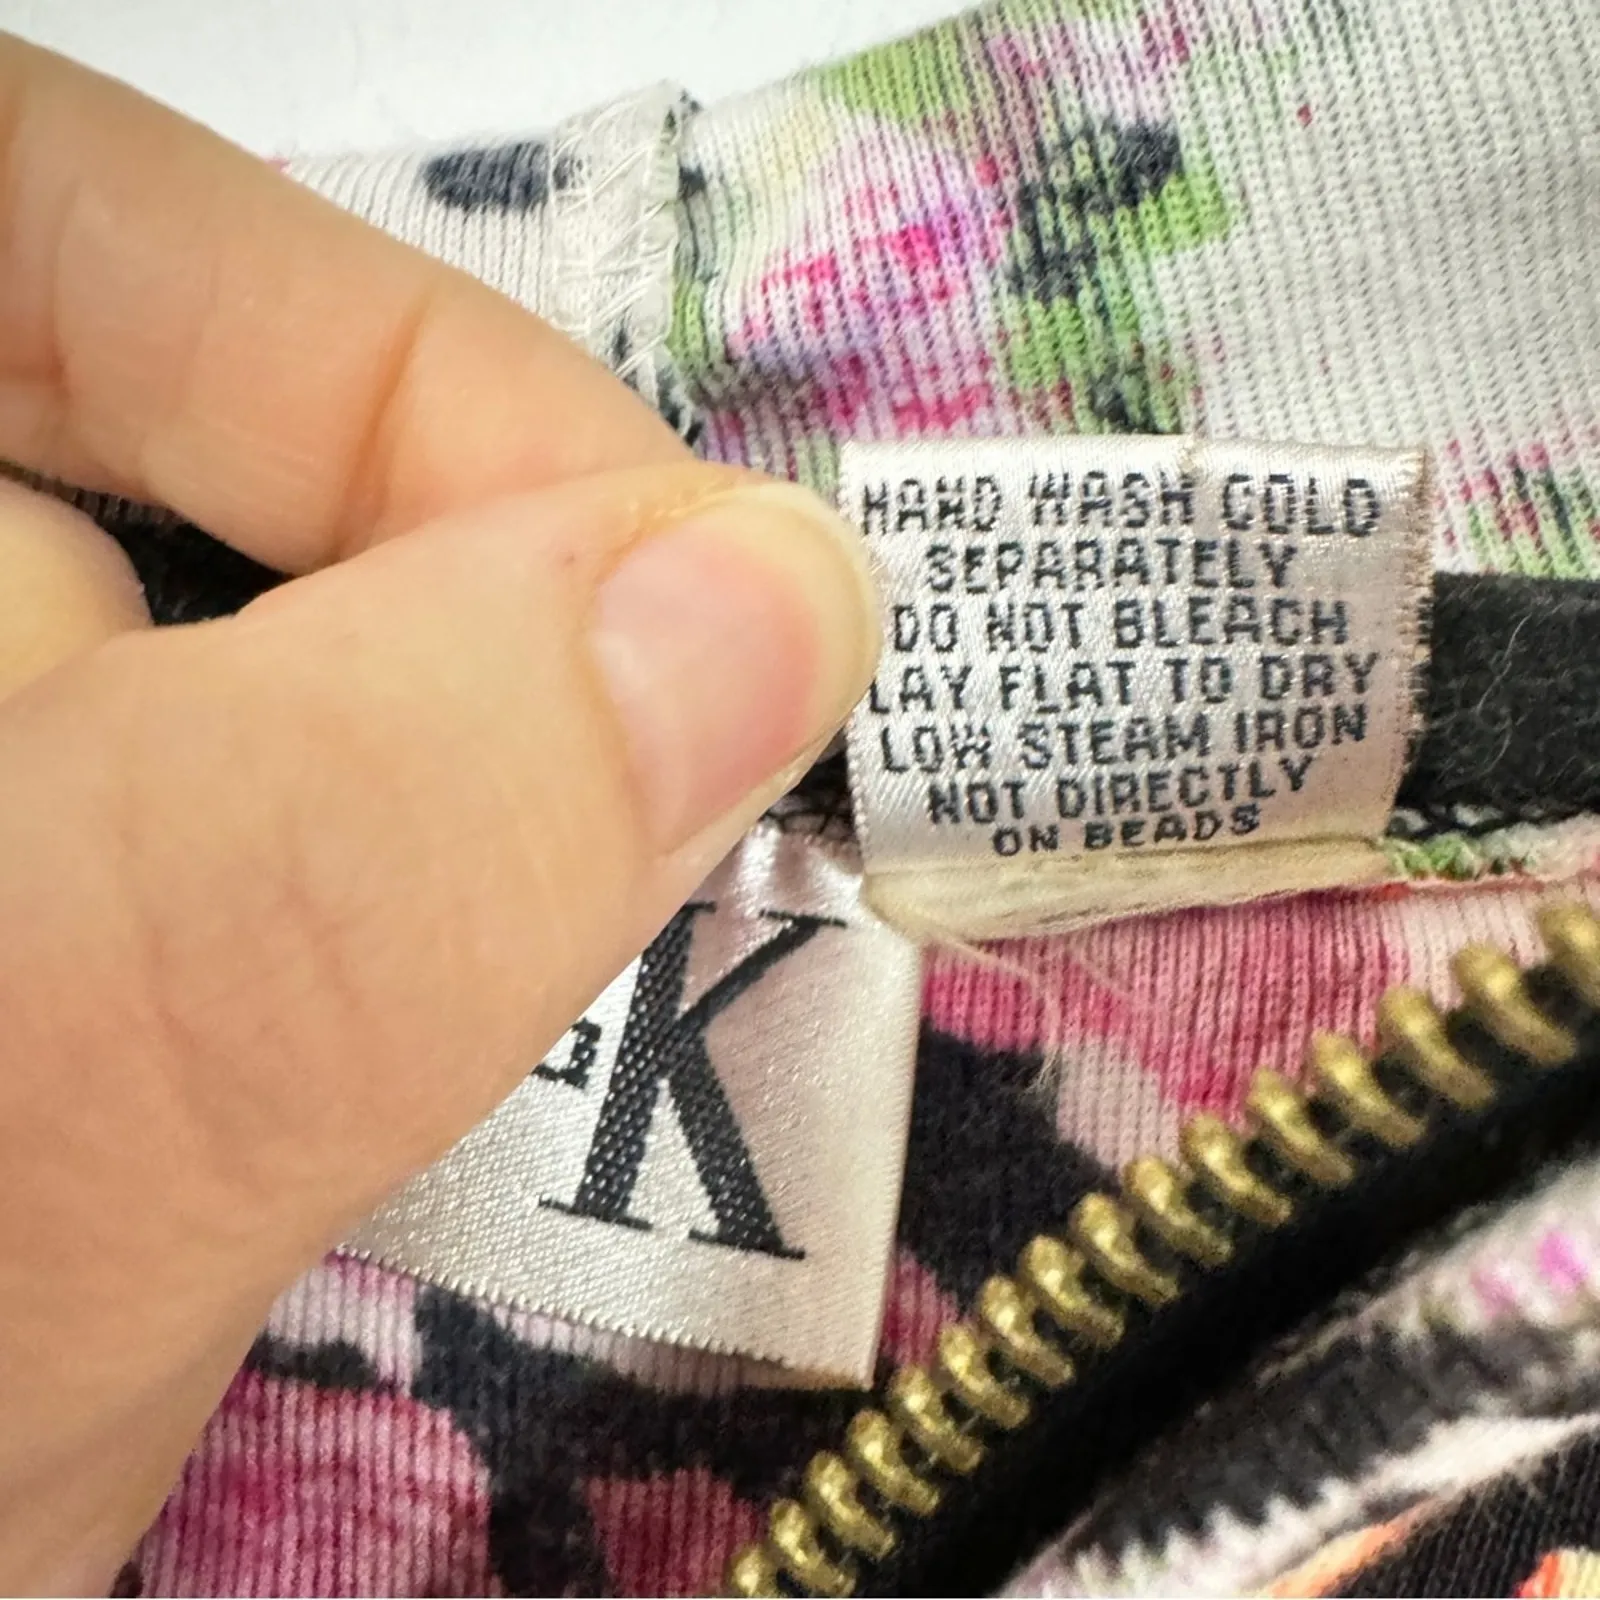 HAND WASH COLD
SEPARATELY
DO NOT BLEACH
LAY FLAT TO DRY
LOW STEAM IRON
NOT DIRECTLY
ON BEADS
K